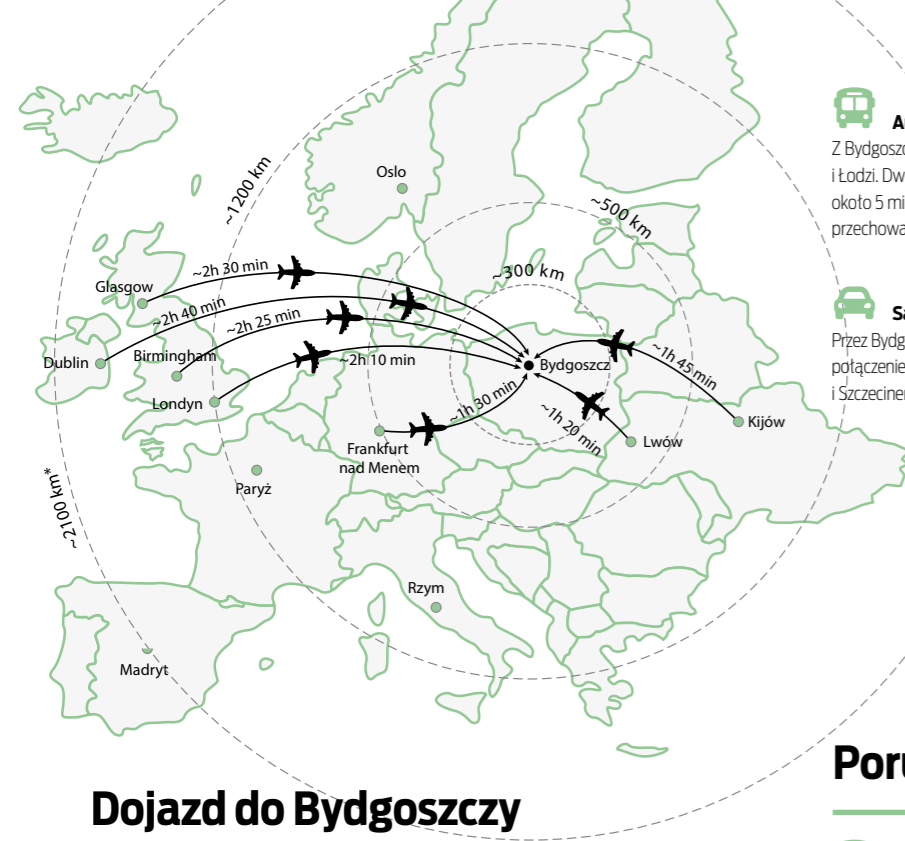 ~1200 km
Oslo
~500 km
~300 km
~2h 30 min
Glasgow
~2h 40 min
~2h 25 min
Dublin
Birmingham
~2h 10 min
Londyn
Bydgoszcz
~1h 45 min
~1h 30 min
~1h 20 min
Kijów
Lwów
Frankfurt
nad Menem
Paryż
~2100 km*
Rzym
Madryt
Dojazd do Bydgoszczy
Z Bydgoszc
i Łodzi. Dw
około 5 mi
przechowa
Przez Bydg
połączenie
i Szczeciner
Poru